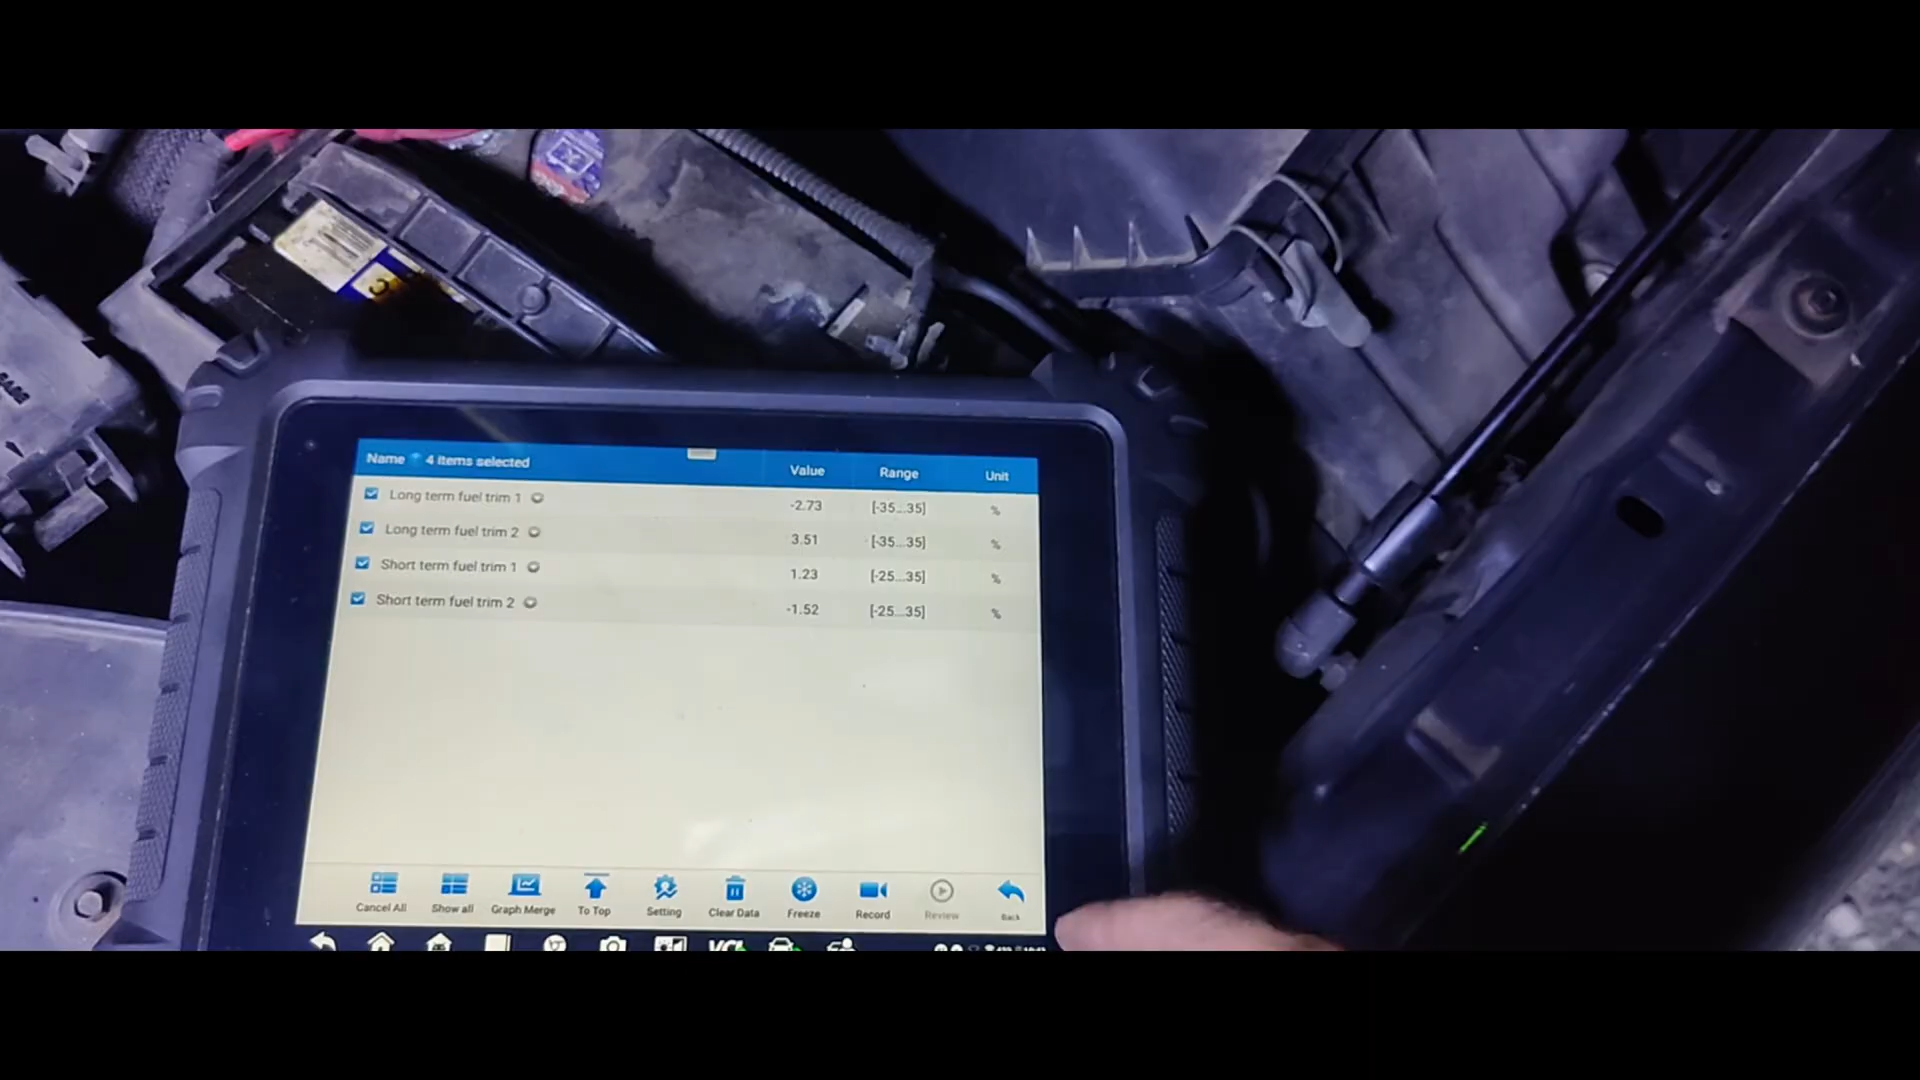 Name 4 items selected Value Range Unit
Long term fuel trim 1 -2.73 [-35...35] %
Long term fuel trim 2 3.51 [-35...35] %
Short term fuel trim 1 1.23 [-25...35] %
Short term fuel trim 2 -1.52 [-25...35] %
Cancel All Show all Graph Merge To Top Setting Clear Data Freeze Record Review Back
VCI